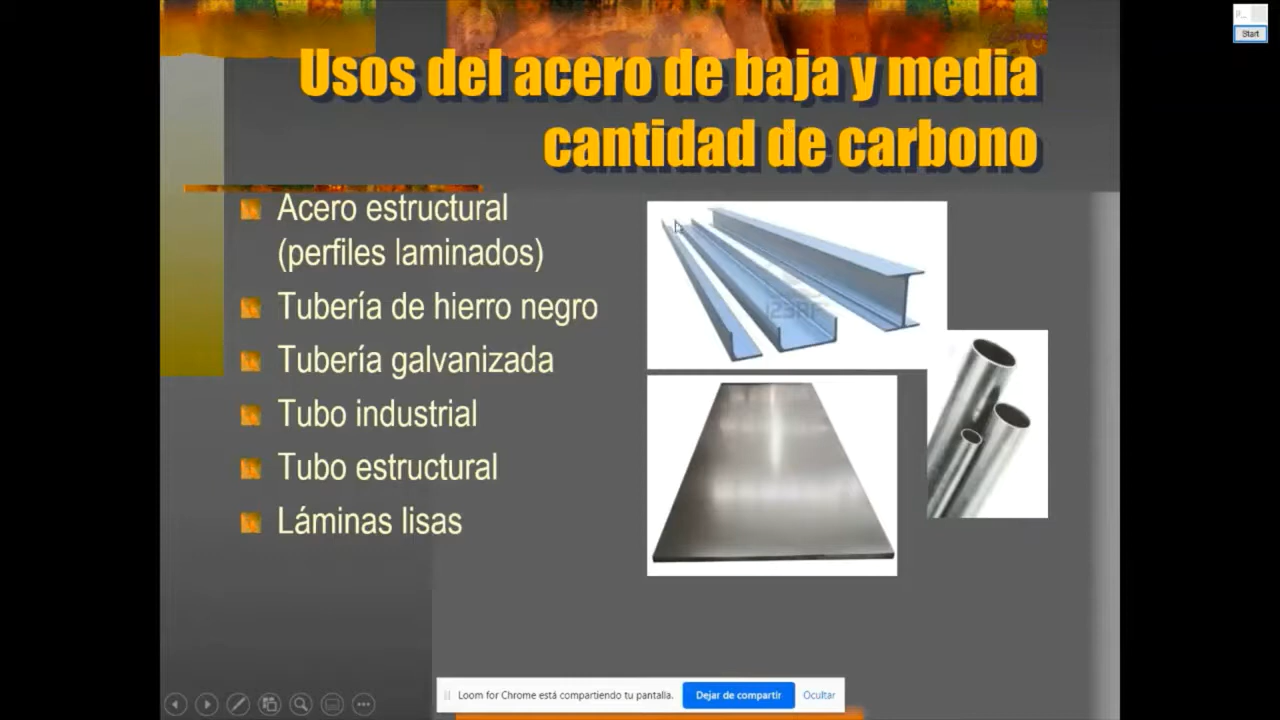 Usos del acero de baja y media
cantidad de carbono
Acero estructural
(perfiles laminados)
Tubería de hierro negro
Tubería galvanizada
Tubo industrial
Tubo estructural
Láminas lisas
123RF
Start
Loom for Chrome está compartiendo tu pantalla.
Dejar de compartir
Ocultar